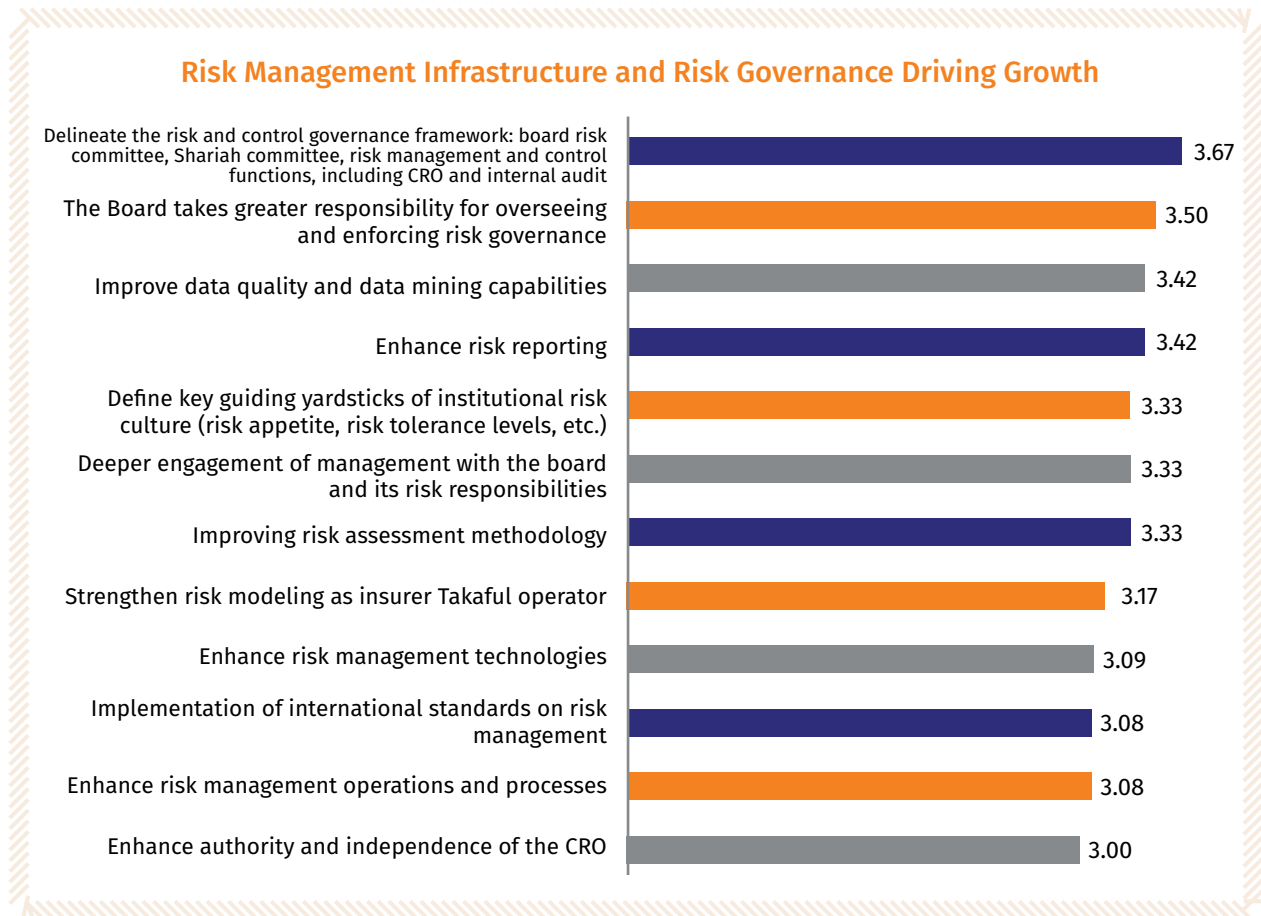 Risk Management Infrastructure and Risk Governance Driving Growth
Delineate the risk and control governance framework: board risk
committee, Shariah committee, risk management and control
functions, including CRO and internal audit
3.67
The Board takes greater responsibility for overseeing
and enforcing risk governance
3.50
Improve data quality and data mining capabilities
3.42
Enhance risk reporting
3.42
Define key guiding yardsticks of institutional risk
culture (risk appetite, risk tolerance levels, etc.)
3.33
Deeper engagement of management with the board
and its risk responsibilities
3.33
Improving risk assessment methodology
3.33
Strengthen risk modeling as insurer Takaful operator
3.17
Enhance risk management technologies
3.09
Implementation of international standards on risk
management
3.08
Enhance risk management operations and processes
3.08
Enhance authority and independence of the CRO
3.00